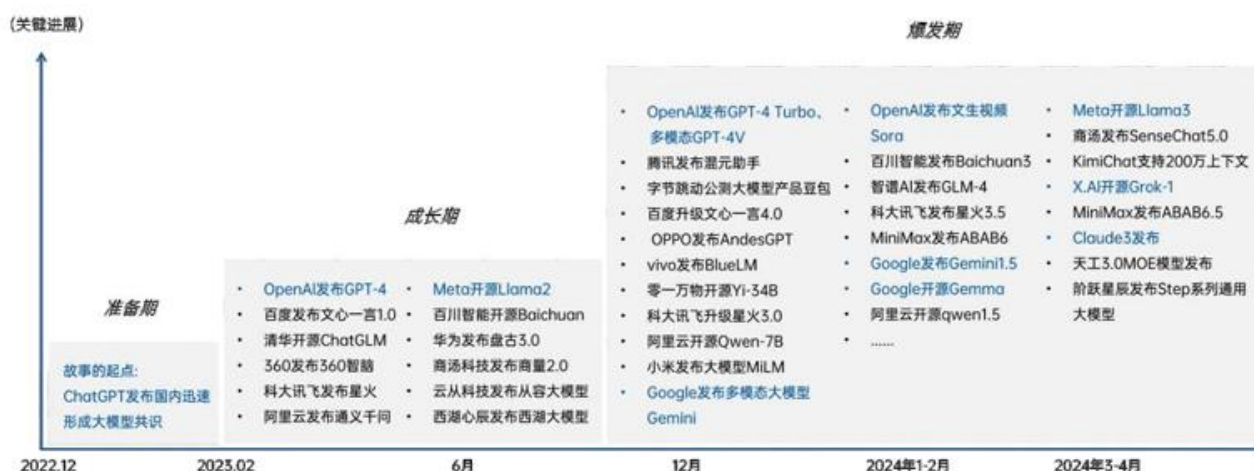 (关键进展)
爆发期
成长期
准备期
故事的起点:
ChatGPT发布国内迅速
形成大模型共识
OpenAI发布GPT-4
百度发布文心一言1.0
清华开源ChatGLM
360发布360智脑
科大讯飞发布星火
阿里云发布通义千问
Meta开源Llama2
百川智能开源Baichuan
华为发布盘古3.0
商汤科技发布商量2.0
云从科技发布从容大模型
西湖心辰发布西湖大模型
OpenAI发布GPT-4 Turbo、
多模态GPT-4V
腾讯发布混元助手
字节跳动公测大模型产品豆包
百度升级文心一言4.0
OPPO发布AndesGPT
vivo发布BlueLM
零一万物开源Yi-34B
科大讯飞升级星火3.0
阿里云开源Qwen-7B
小米发布大模型MiLM
Google发布多模态大模型
Gemini
OpenAI发布文生视频
Sora
百川智能发布Baichuan3
智谱AI发布GLM-4
科大讯飞发布星火3.5
MiniMax发布ABAB6
Google发布Gemini1.5
Google开源Gemma
阿里云开源qwen1.5
......
Meta开源Llama3
商汤发布SenseChat5.0
KimiChat支持200万上下文
X.AI开源Grok-1
MiniMax发布ABAB6.5
Claude3发布
天工3.0MOE模型发布
阶跃星辰发布Step系列通用
大模型
2022.12
2023.02
6月
12月
2024年1-2月
2024年3-4月